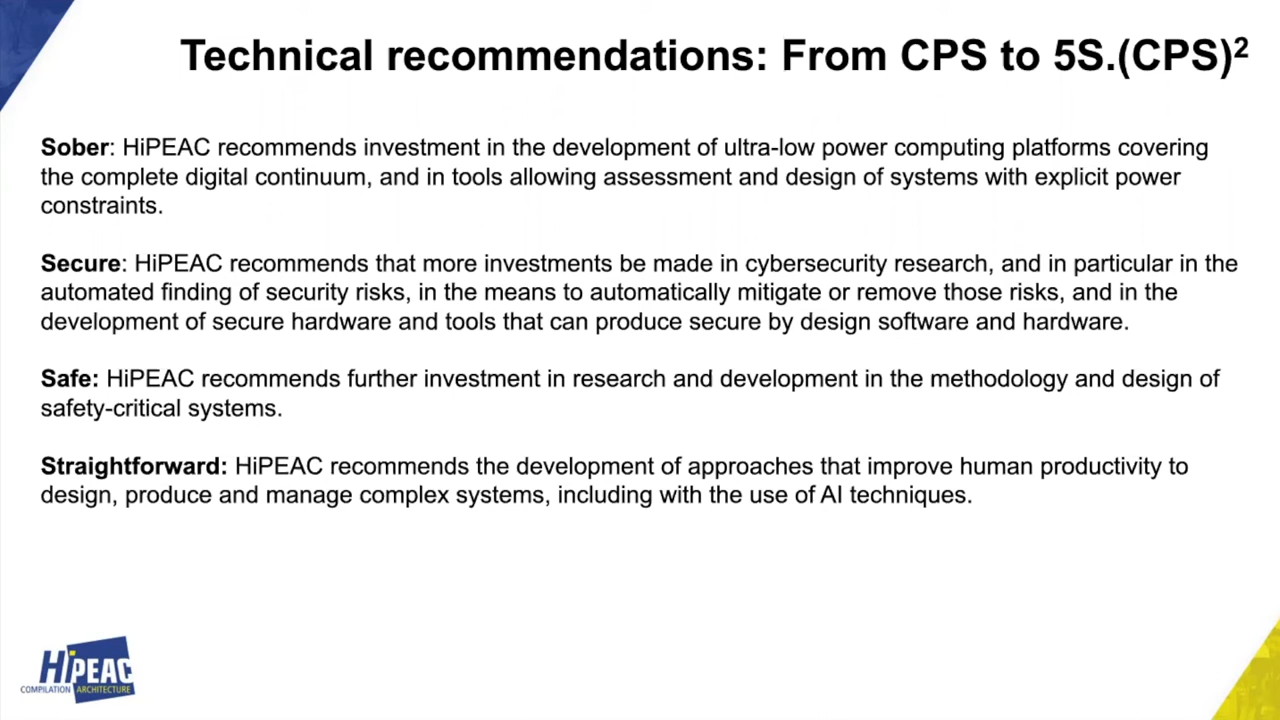 Technical recommendations: From CPS to 5S.(CPS)²
Sober: HiPEAC recommends investment in the development of ultra-low power computing platforms covering
the complete digital continuum, and in tools allowing assessment and design of systems with explicit power
constraints.
Secure: HiPEAC recommends that more investments be made in cybersecurity research, and in particular in the
automated finding of security risks, in the means to automatically mitigate or remove those risks, and in the
development of secure hardware and tools that can produce secure by design software and hardware.
Safe: HiPEAC recommends further investment in research and development in the methodology and design of
safety-critical systems.
Straightforward: HiPEAC recommends the development of approaches that improve human productivity to
design, produce and manage complex systems, including with the use of AI techniques.
HiPEAC
COMPILATION ARCHITECTURE